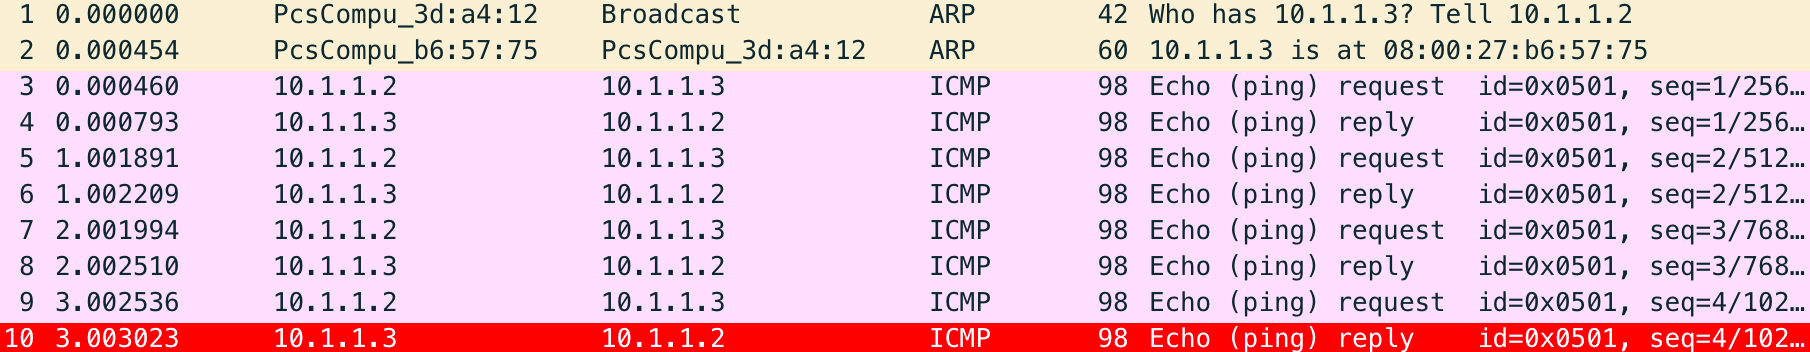 1 0.000000 PcsCompu_3d:a4:12 Broadcast ARP 42 Who has 10.1.1.3? Tell 10.1.1.2
2 0.000454 PcsCompu_b6:57:75 PcsCompu_3d:a4:12 ARP 60 10.1.1.3 is at 08:00:27:b6:57:75
3 0.000460 10.1.1.2 10.1.1.3 ICMP 98 Echo (ping) request id=0x0501, seq=1/256…
4 0.000793 10.1.1.3 10.1.1.2 ICMP 98 Echo (ping) reply id=0x0501, seq=1/256…
5 1.001891 10.1.1.2 10.1.1.3 ICMP 98 Echo (ping) request id=0x0501, seq=2/512…
6 1.002209 10.1.1.3 10.1.1.2 ICMP 98 Echo (ping) reply id=0x0501, seq=2/512…
7 2.001994 10.1.1.2 10.1.1.3 ICMP 98 Echo (ping) request id=0x0501, seq=3/768…
8 2.002510 10.1.1.3 10.1.1.2 ICMP 98 Echo (ping) reply id=0x0501, seq=3/768…
9 3.002536 10.1.1.2 10.1.1.3 ICMP 98 Echo (ping) request id=0x0501, seq=4/102…
10 3.003023 10.1.1.3 10.1.1.2 ICMP 98 Echo (ping) reply id=0x0501, seq=4/102…